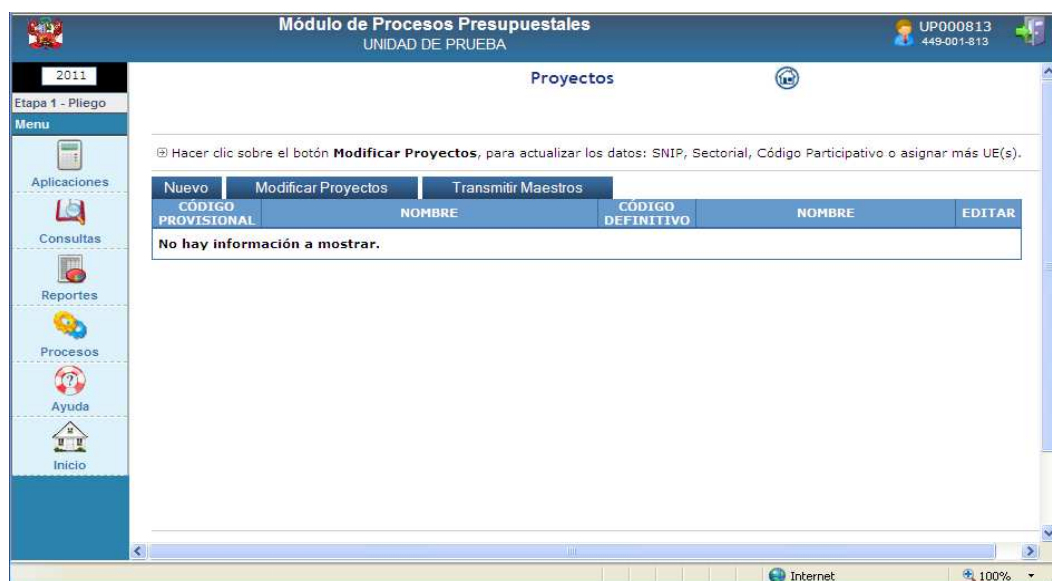 Módulo de Procesos Presupuestales
UNIDAD DE PRUEBA
UP000813
449-001-813
2011
Etapa 1 - Pliego
Menu
Aplicaciones
Consultas
Reportes
Procesos
Ayuda
Inicio
Proyectos
Hacer clic sobre el botón Modificar Proyectos, para actualizar los datos: SNIP, Sectorial, Código Participativo o asignar más UE(s).
Nuevo Modificar Proyectos Transmitir Maestros
CÓDIGO PROVISIONAL NOMBRE CÓDIGO DEFINITIVO NOMBRE EDITAR
No hay información a mostrar.
Internet 100%